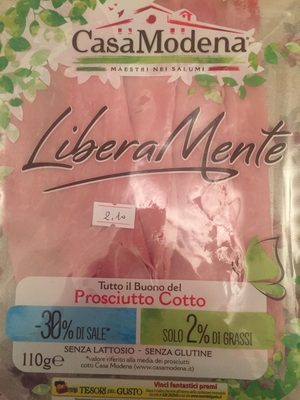 CasaModena
MAESTRI NEI SALUMI
LiberaMente
2,10
Tutto il Buono del
Prosciutto Cotto
-30% DI SALE*
SOLO 2% DI GRASSI
110g e
SENZA LATTOSIO - SENZA GLUTINE
*valore riferito alla media dei prosciutti
cotti Casa Modena (www.casamodena.it)
TESORI DEL GUSTO
Vinci fantastici premi